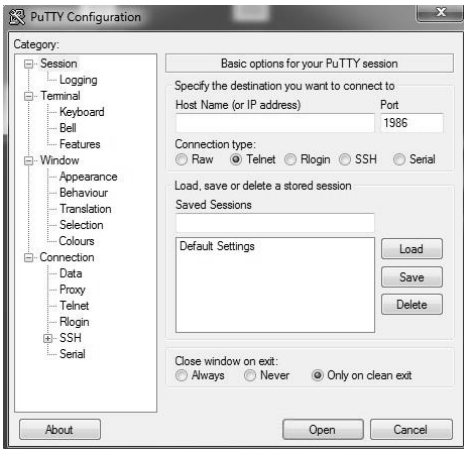 PuTTY Configuration
Category:
Session
Logging
Terminal
Keyboard
Bell
Features
Window
Appearance
Behaviour
Translation
Selection
Colours
Connection
Data
Proxy
Telnet
Rlogin
SSH
Serial
Basic options for your PuTTY session
Specify the destination you want to connect to
Host Name (or IP address) Port
1986
Connection type:
Raw Telnet Rlogin SSH Serial
Load, save or delete a stored session
Saved Sessions
Default Settings
Load
Save
Delete
Close window on exit:
Always Never Only on clean exit
About Open Cancel